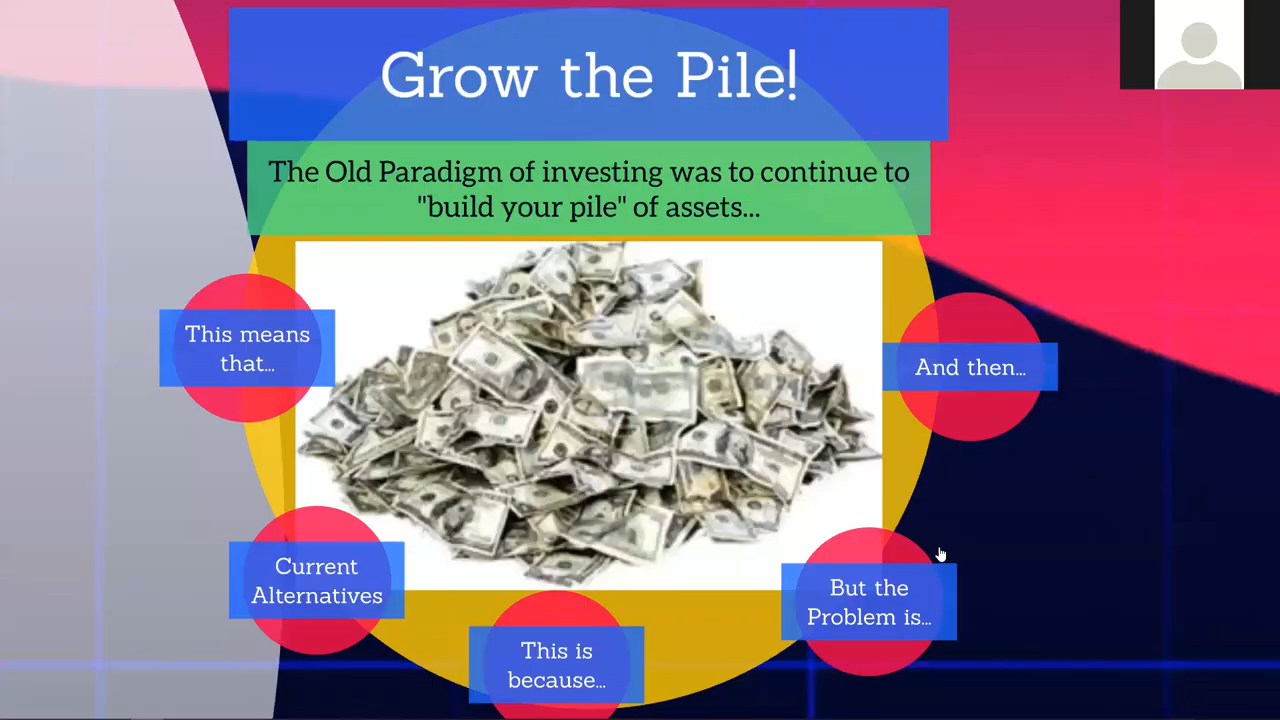 Grow the Pile!
The Old Paradigm of investing was to continue to
"build your pile" of assets...
This means
that...
And then...
Current
Alternatives
But the
Problem is...
This is
because...